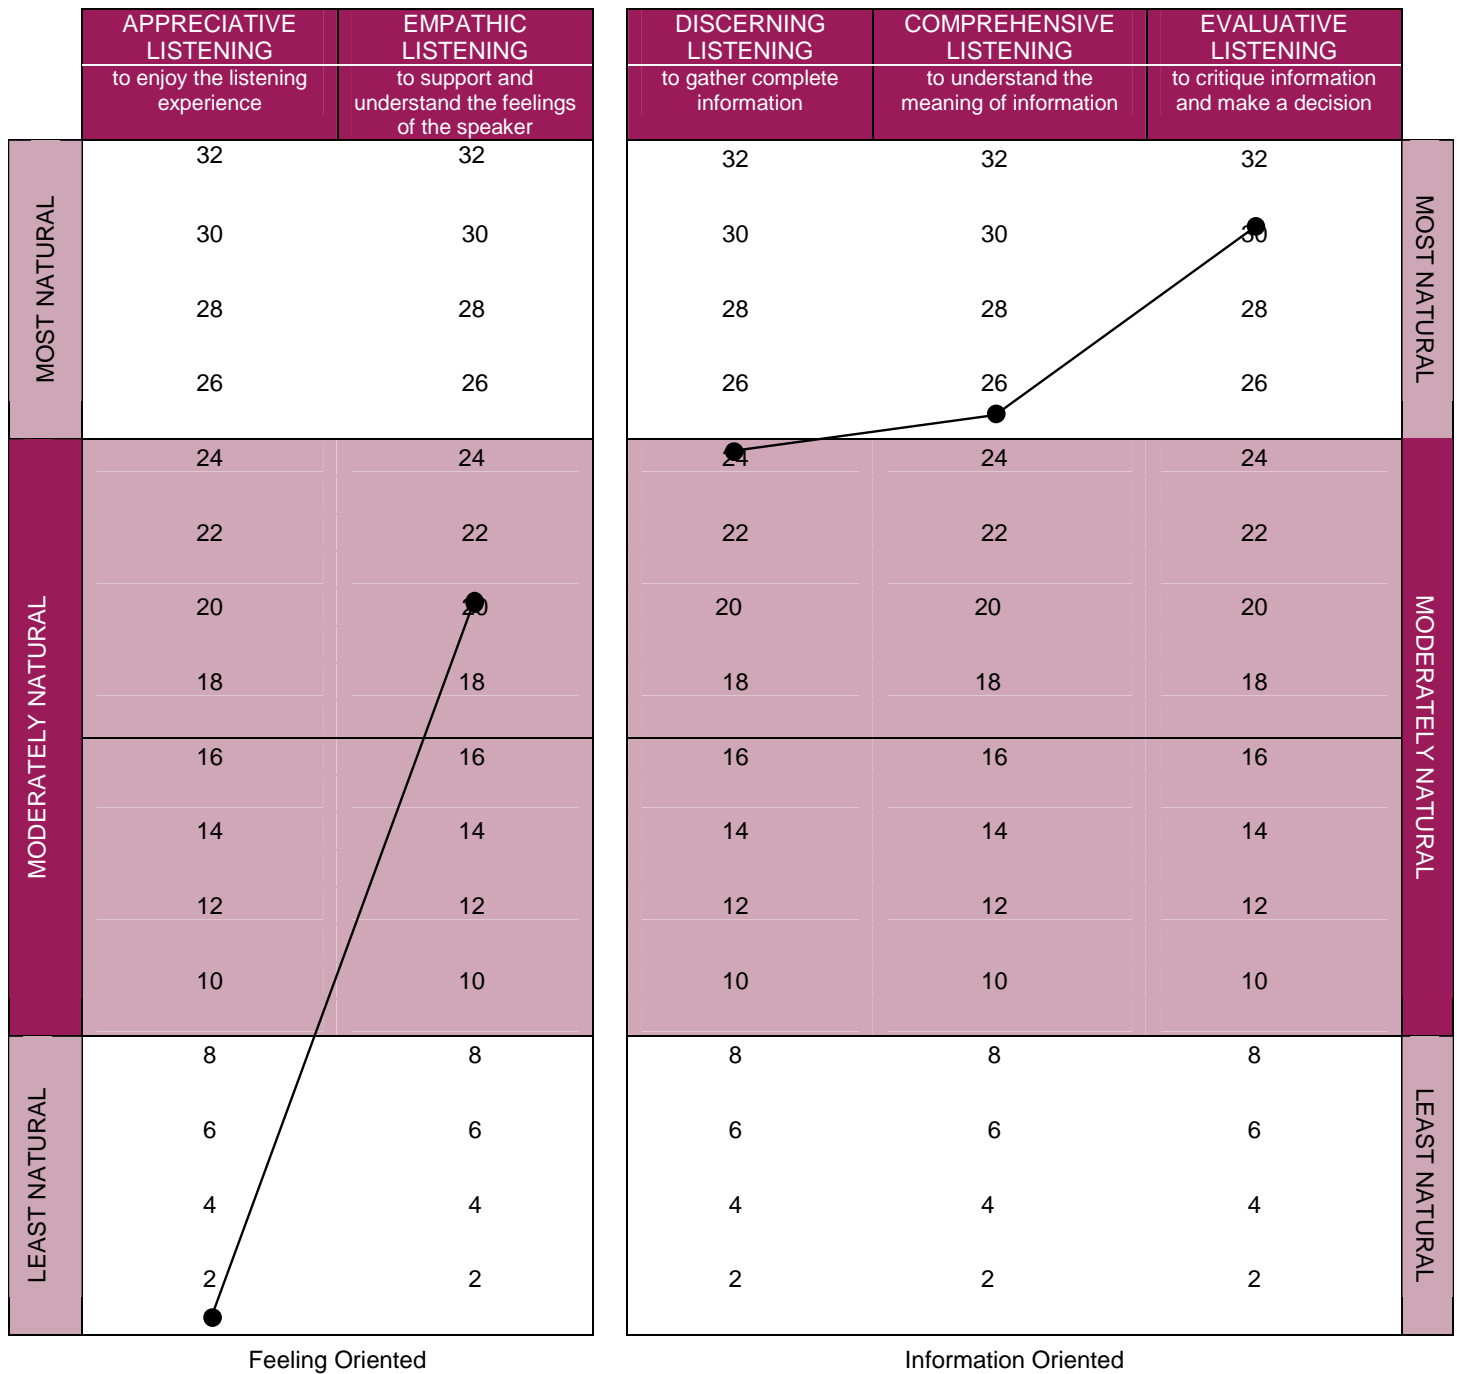 APPRECIATIVE
LISTENING
to enjoy the listening
experience
EMPATHIC
LISTENING
to support and
understand the feelings
of the speaker
DISCERNING
LISTENING
to gather complete
information
COMPREHENSIVE
LISTENING
to understand the
meaning of information
EVALUATIVE
LISTENING
to critique information
and make a decision
MOST NATURAL
32 32 32 32 32
30 30 30 30 30
28 28 28 28 28
26 26 26 26 26
MOST NATURAL
MODERATELY NATURAL
24 24 24 24 24
22 22 22 22 22
20 20 20 20 20
18 18 18 18 18
16 16 16 16 16
14 14 14 14 14
12 12 12 12 12
10 10 10 10 10
MODERATELY NATURAL
LEAST NATURAL
8 8 8 8 8
6 6 6 6 6
4 4 4 4 4
2 2 2 2 2
LEAST NATURAL
Feeling Oriented
Information Oriented